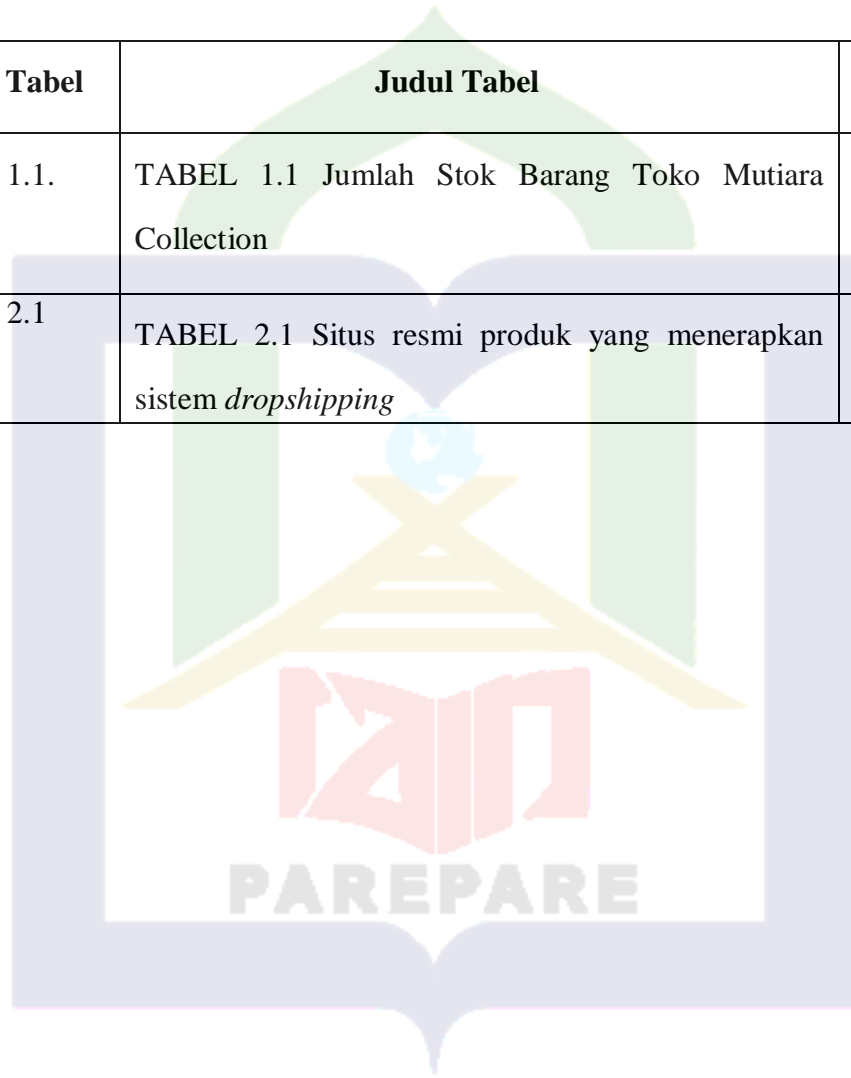 Tabel Judul Tabel
1.1. TABEL 1.1 Jumlah Stok Barang Toko Mutiara
Collection
2.1 TABEL 2.1 Situs resmi produk yang menerapkan
sistem dropshipping
iain
PAREPARE